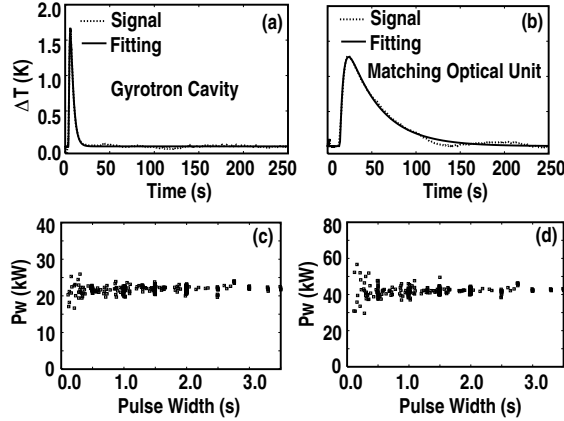 (a)
Signal
Fitting
Gyrotron Cavity
ΔT (K)
2.0
1.5
1.0
0.5
0.0
0 50 100 150 200 250
Time (s)
(b)
Signal
Fitting
Matching Optical Unit
0 50 100 150 200 250
Time (s)
(c)
Pw (kW)
40
30
20
10
0
0.0 1.0 2.0 3.0
Pulse Width (s)
(d)
Pw (kW)
80
60
40
20
0
0.0 1.0 2.0 3.0
Pulse Width (s)